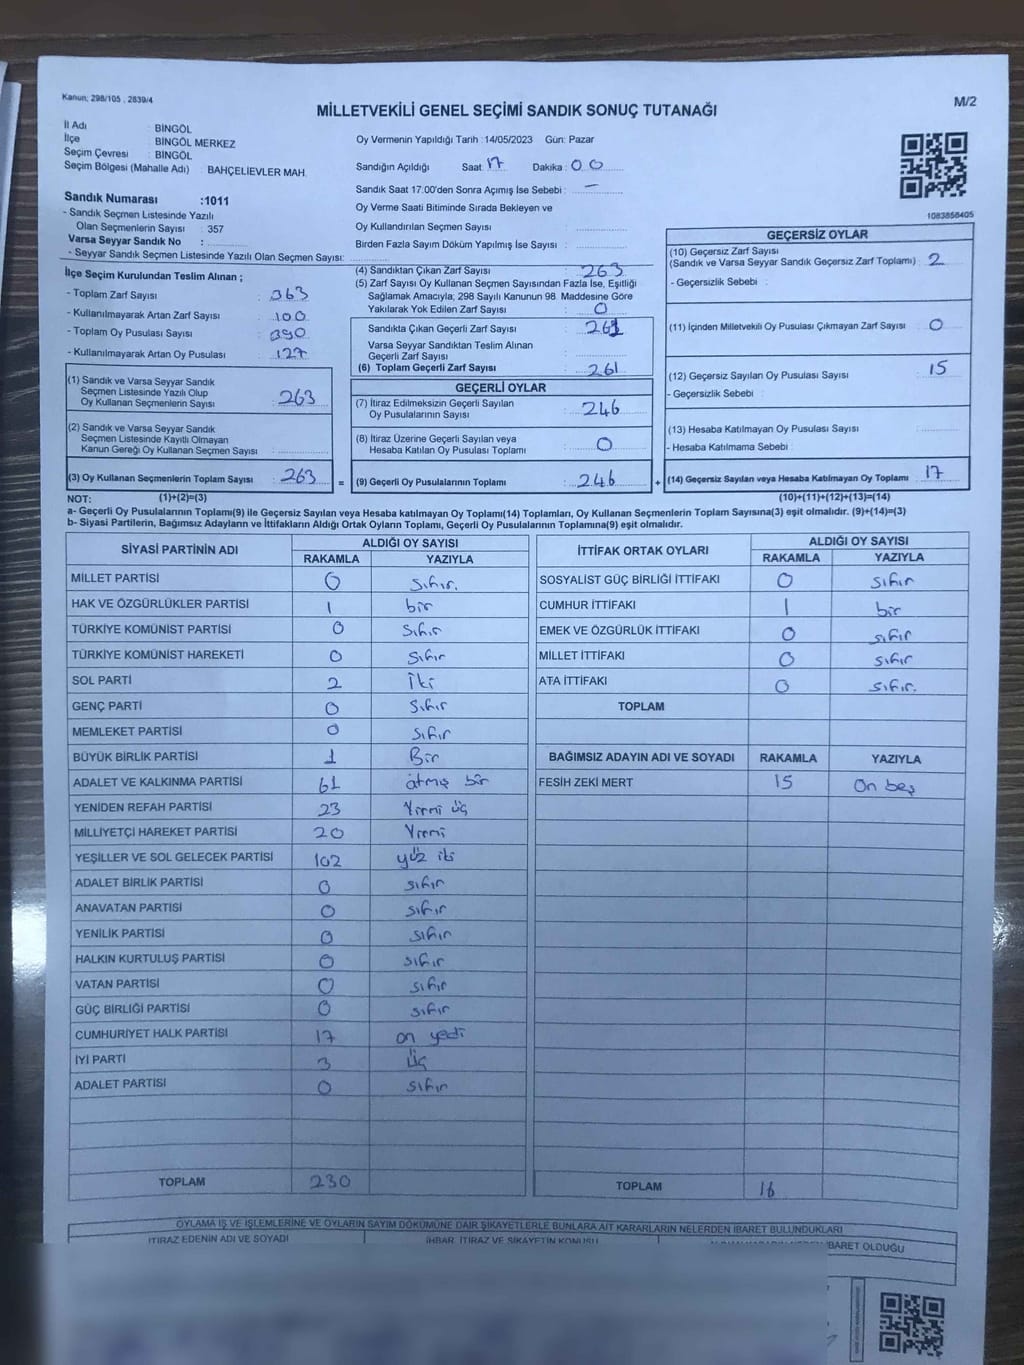 Kanun; 298/105 , 2839/4
MİLLETVEKİLİ GENEL SEÇİMİ SANDIK SONUÇ TUTANAĞI
M/2
İl Adı : BİNGÖL
İlçe : BİNGÖL MERKEZ
Seçim Çevresi : BİNGÖL
Seçim Bölgesi (Mahalle Adı) : BAHÇELİEVLER MAH.
Sandık Numarası :1011
- Sandık Seçmen Listesinde Yazılı
Olan Seçmenlerin Sayısı : 357
Varsa Seyyar Sandık No :
- Seyyar Sandık Seçmen Listesinde Yazılı Olan Seçmen Sayısı:
Oy Vermenin Yapıldığı Tarih :14/05/2023 Gün: Pazar
Sandığın Açıldığı Saat 17 Dakika : 00
Sandık Saat 17.00'den Sonra Açımış İse Sebebi : —
Oy Verme Saati Bitiminde Sırada Bekleyen ve
Oy Kullandırılan Seçmen Sayısı :
Birden Fazla Sayım Döküm Yapılmış İse Sayısı :
1083858405
İlçe Seçim Kurulundan Teslim Alınan ;
- Toplam Zarf Sayısı : 363
- Kullanılmayarak Artan Zarf Sayısı : 100
- Toplam Oy Pusulası Sayısı : 390
- Kullanılmayarak Artan Oy Pusulası : 127
(1) Sandık ve Varsa Seyyar Sandık
Seçmen Listesinde Yazılı Olup
Oy Kullanan Seçmenlerin Sayısı : 263
(2) Sandık ve Varsa Seyyar Sandık
Seçmen Listesinde Kayıtlı Olmayan
Kanun Gereği Oy Kullanan Seçmen Sayısı :
(3) Oy Kullanan Seçmenlerin Toplam Sayısı : 263
(4) Sandıktan Çıkan Zarf Sayısı : 263
(5) Zarf Sayısı Oy Kullanan Seçmen Sayısından Fazla İse, Eşitliği
Sağlamak Amacıyla; 298 Sayılı Kanunun 98. Maddesine Göre
Yakılarak Yok Edilen Zarf Sayısı : 0
Sandıkta Çıkan Geçerli Zarf Sayısı : 261
Varsa Seyyar Sandıktan Teslim Alınan
Geçerli Zarf Sayısı :
(6) Toplam Geçerli Zarf Sayısı : 261
GEÇERLİ OYLAR
(7) İtiraz Edilmeksizin Geçerli Sayılan
Oy Pusulalarının Sayısı : 246
(8) İtiraz Üzerine Geçerli Sayılan veya
Hesaba Katılan Oy Pusulası Toplamı : 0
= (9) Geçerli Oy Pusulalarının Toplamı : 246
GEÇERSİZ OYLAR
(10) Geçersiz Zarf Sayısı
(Sandık ve Varsa Seyyar Sandık Geçersiz Zarf Toplamı) : 2
- Geçersizlik Sebebi :
(11) İçinden Milletvekili Oy Pusulası Çıkmayan Zarf Sayısı : 0
(12) Geçersiz Sayılan Oy Pusulası Sayısı : 15
- Geçersizlik Sebebi :
(13) Hesaba Katılmayan Oy Pusulası Sayısı :
- Hesaba Katılmama Sebebi :
+ (14) Geçersiz Sayılan veya Hesaba Katılmayan Oy Toplamı : 17
NOT: (1)+(2)=(3) (10)+(11)+(12)+(13)=(14)
a- Geçerli Oy Pusulalarının Toplamı(9) ile Geçersiz Sayılan veya Hesaba katılmayan Oy Toplamı(14) Toplamları, Oy Kullanan Seçmenlerin Toplam Sayısına(3) eşit olmalıdır. (9)+(14)=(3)
b- Siyasi Partilerin, Bağımsız Adayların ve İttifakların Aldığı Ortak Oyların Toplamı, Geçerli Oy Pusulalarının Toplamına(9) eşit olmalıdır.
SİYASİ PARTİNİN ADI ALDIĞI OY SAYISI
RAKAMLA YAZIYLA
MİLLET PARTİSİ 0 sıfır.
HAK VE ÖZGÜRLÜKLER PARTİSİ 1 bir
TÜRKİYE KOMÜNİST PARTİSİ 0 sıfır
TÜRKİYE KOMÜNİST HAREKETİ 0 sıfır
SOL PARTİ 2 İki
GENÇ PARTİ 0 sıfır
MEMLEKET PARTİSİ 0 sıfır
BÜYÜK BİRLİK PARTİSİ 1 Bir
ADALET VE KALKINMA PARTİSİ 61 atmış bir
YENİDEN REFAH PARTİSİ 23 Yirmi üç
MİLLİYETÇİ HAREKET PARTİSİ 20 Yirmi
YEŞİLLER VE SOL GELECEK PARTİSİ 102 yüz iki
ADALET BİRLİK PARTİSİ 0 sıfır
ANAVATAN PARTİSİ 0 sıfır
YENİLİK PARTİSİ 0 sıfır
HALKIN KURTULUŞ PARTİSİ 0 sıfır
VATAN PARTİSİ 0 sıfır
GÜÇ BİRLİĞİ PARTİSİ 0 sıfır
CUMHURİYET HALK PARTİSİ 17 on yedi
İYİ PARTİ 3 Üç
ADALET PARTİSİ 0 sıfır
TOPLAM 230
İTTİFAK ORTAK OYLARI ALDIĞI OY SAYISI
RAKAMLA YAZIYLA
SOSYALİST GÜÇ BİRLİĞİ İTTİFAKI 0 sıfır
CUMHUR İTTİFAKI 1 bir
EMEK VE ÖZGÜRLÜK İTTİFAKI 0 sıfır
MİLLET İTTİFAKI 0 sıfır
ATA İTTİFAKI 0 sıfır.
TOPLAM
BAĞIMSIZ ADAYIN ADI VE SOYADI RAKAMLA YAZIYLA
FESİH ZEKİ MERT 15 On beş
TOPLAM 16
OYLAMA İŞ VE İŞLEMLERİNE VE OYLARIN SAYIM DÖKÜMÜNE DAİR ŞİKAYETLERLE BUNLARA AİT KARARLARIN NELERDEN İBARET BULUNDUKLARI
İTİRAZ EDENİN ADI VE SOYADI İHBAR, İTİRAZ VE ŞİKAYETİN KONUSU İBARET OLDUĞU